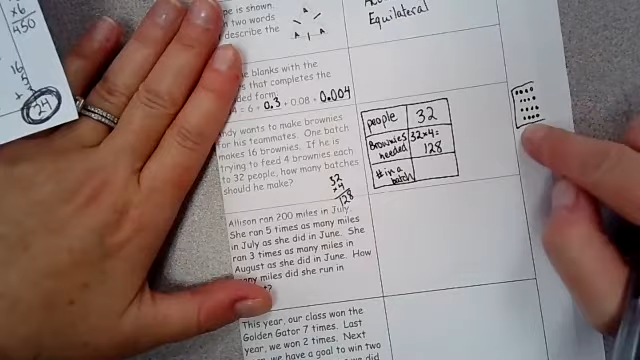 x6
450
16
24
pe is shown.
n two words
describe the
Equilateral
e blanks with the
s that completes the
ded form:
4 = 6 + 0.3 + 0.08 + 0.004
ndy wants to make brownies
for his teammates. One batch
makes 16 brownies. If he is
trying to feed 4 brownies each
to 32 people, how many batches
should he make?
32
x4
128
people 32
Brownies needed 32x4=
128
# in a batch
Allison ran 200 miles in July.
She ran 5 times as many miles
in July as she did in June. She
ran 3 times as many miles in
August as she did in June. How
many miles did she run in
This year, our class won the
Golden Gator 7 times. Last
year, we won 2 times. Next
we have a goal to win two